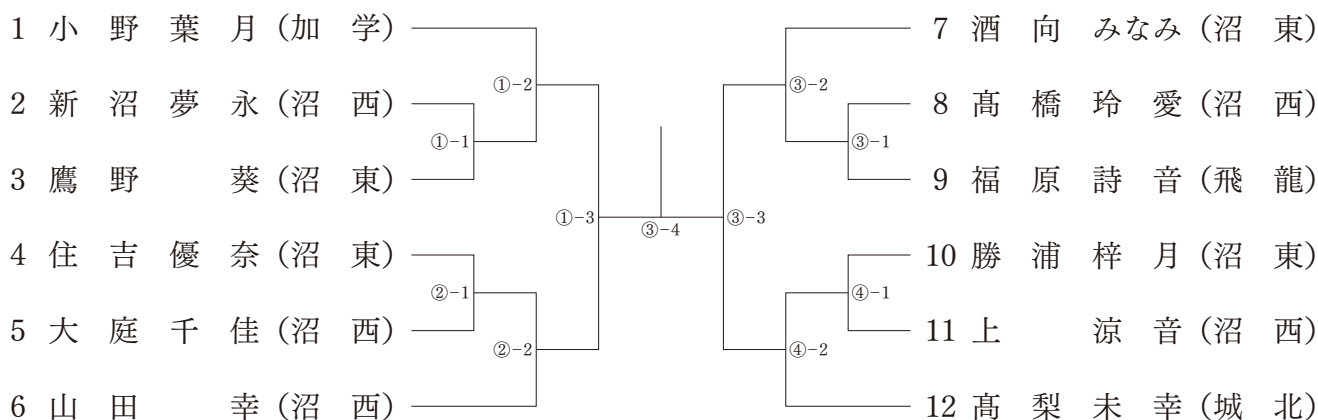 1 小野葉月 (加学)
①-2
2 新沼夢永 (沼西)
①-1
3 鷹野葵 (沼東)
①-3
4 住吉優奈 (沼東)
②-1
5 大庭千佳 (沼西)
②-2
6 山田幸 (沼西)
③-4
7 酒向みなみ (沼東)
③-2
8 髙橋玲愛 (沼西)
③-1
9 福原詩音 (飛龍)
③-3
10 勝浦梓月 (沼東)
④-1
11 上涼音 (沼西)
④-2
12 髙梨未幸 (城北)